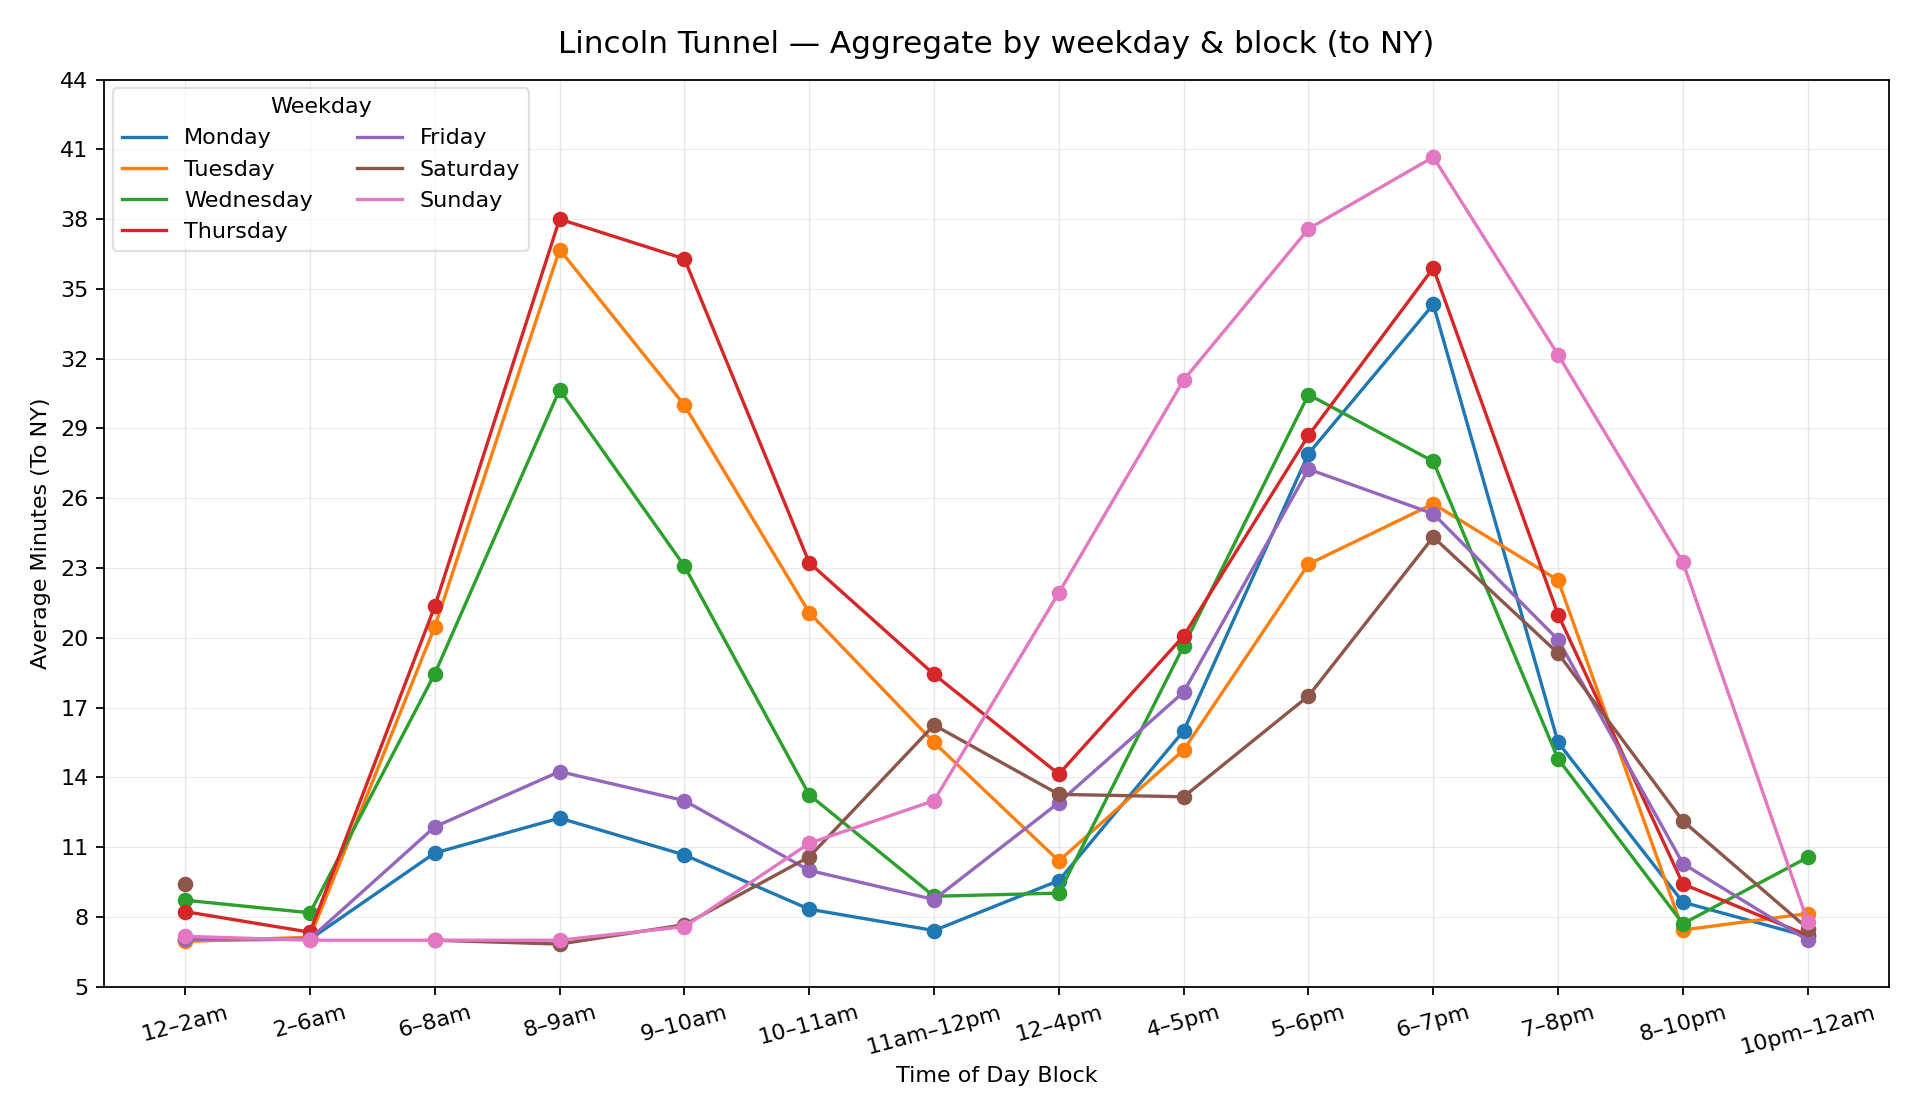 Lincoln Tunnel — Aggregate by weekday & block (to NY)
Weekday
Monday
Tuesday
Wednesday
Thursday
Friday
Saturday
Sunday
Average Minutes (To NY)
44
41
38
35
32
29
26
23
20
17
14
11
8
5
12–2am
2–6am
6–8am
8–9am
9–10am
10–11am
11am–12pm
12–4pm
4–5pm
5–6pm
6–7pm
7–8pm
8–10pm
10pm–12am
Time of Day Block